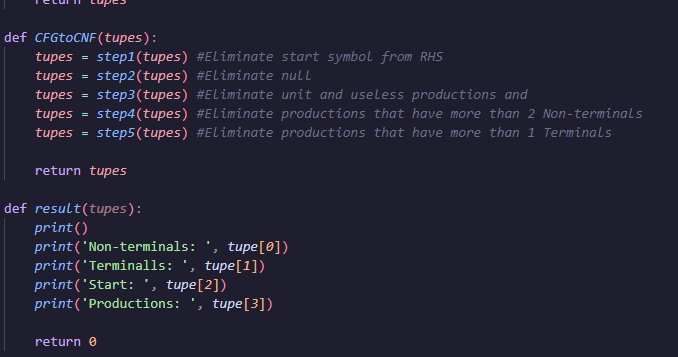 return tupes
def CFGtoCNF(tupes):
    tupes = step1(tupes) #Eliminate start symbol from RHS
    tupes = step2(tupes) #Eliminate null
    tupes = step3(tupes) #Eliminate unit and useless productions and
    tupes = step4(tupes) #Eliminate productions that have more than 2 Non-terminals
    tupes = step5(tupes) #Eliminate productions that have more than 1 Terminals
    return tupes
def result(tupes):
    print()
    print('Non-terminals: ', tupe[0])
    print('Terminalls: ', tupe[1])
    print('Start: ', tupe[2])
    print('Productions: ', tupe[3])
    return 0